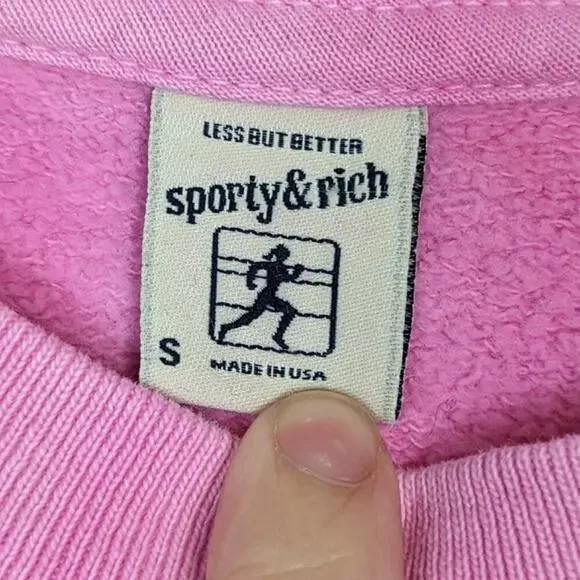 LESS BUT BETTER
sporty&rich
S
MADE IN USA